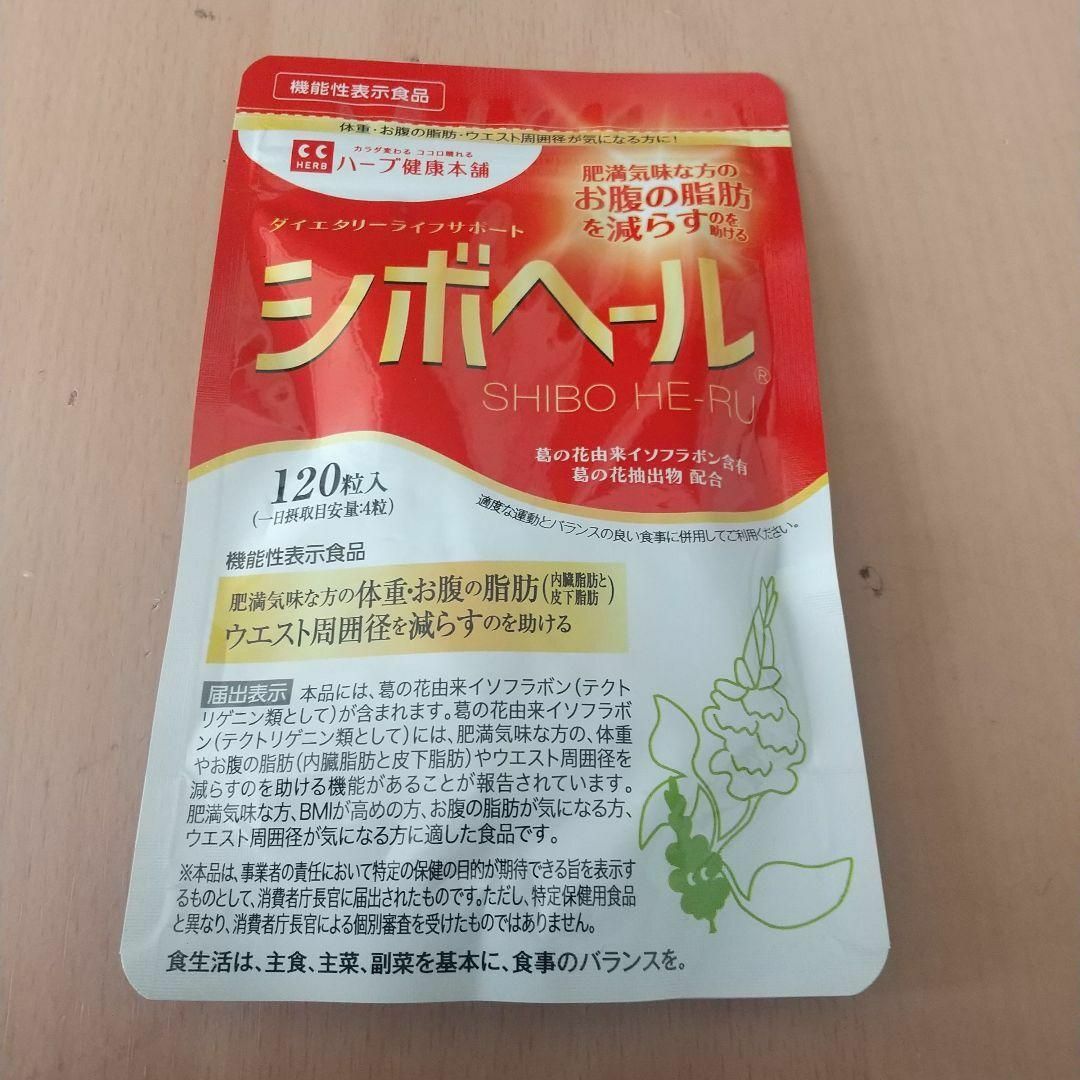 機能性表示食品
体重・お腹の脂肪・ウエスト周囲径が気になる方に!
CC
HERB
カラダ変わる ココロ晴れる
ハーブ健康本舗
肥満気味な方の
お腹の脂肪
を減らすのを助ける
ダイエタリーライフサポート
シボヘール
SHIBO HE-RU®
葛の花由来イソフラボン含有
葛の花抽出物 配合
120粒入
(一日摂取目安量:4粒)
適度な運動とバランスの良い食事に併用してご利用ください。
機能性表示食品
肥満気味な方の体重・お腹の脂肪(内臓脂肪と皮下脂肪)
ウエスト周囲径を減らすのを助ける
届出表示 本品には、葛の花由来イソフラボン(テクト
リゲニン類として)が含まれます。葛の花由来イソフラボ
ン(テクトリゲニン類として)には、肥満気味な方の、体重
やお腹の脂肪(内臓脂肪と皮下脂肪)やウエスト周囲径を
減らすのを助ける機能があることが報告されています。
肥満気味な方、BMIが高めの方、お腹の脂肪が気になる方、
ウエスト周囲径が気になる方に適した食品です。
※本品は、事業者の責任において特定の保健の目的が期待できる旨を表示す
るものとして、消費者庁長官に届出されたものです。ただし、特定保健用食品
と異なり、消費者庁長官による個別審査を受けたものではありません。
食生活は、主食、主菜、副菜を基本に、食事のバランスを。